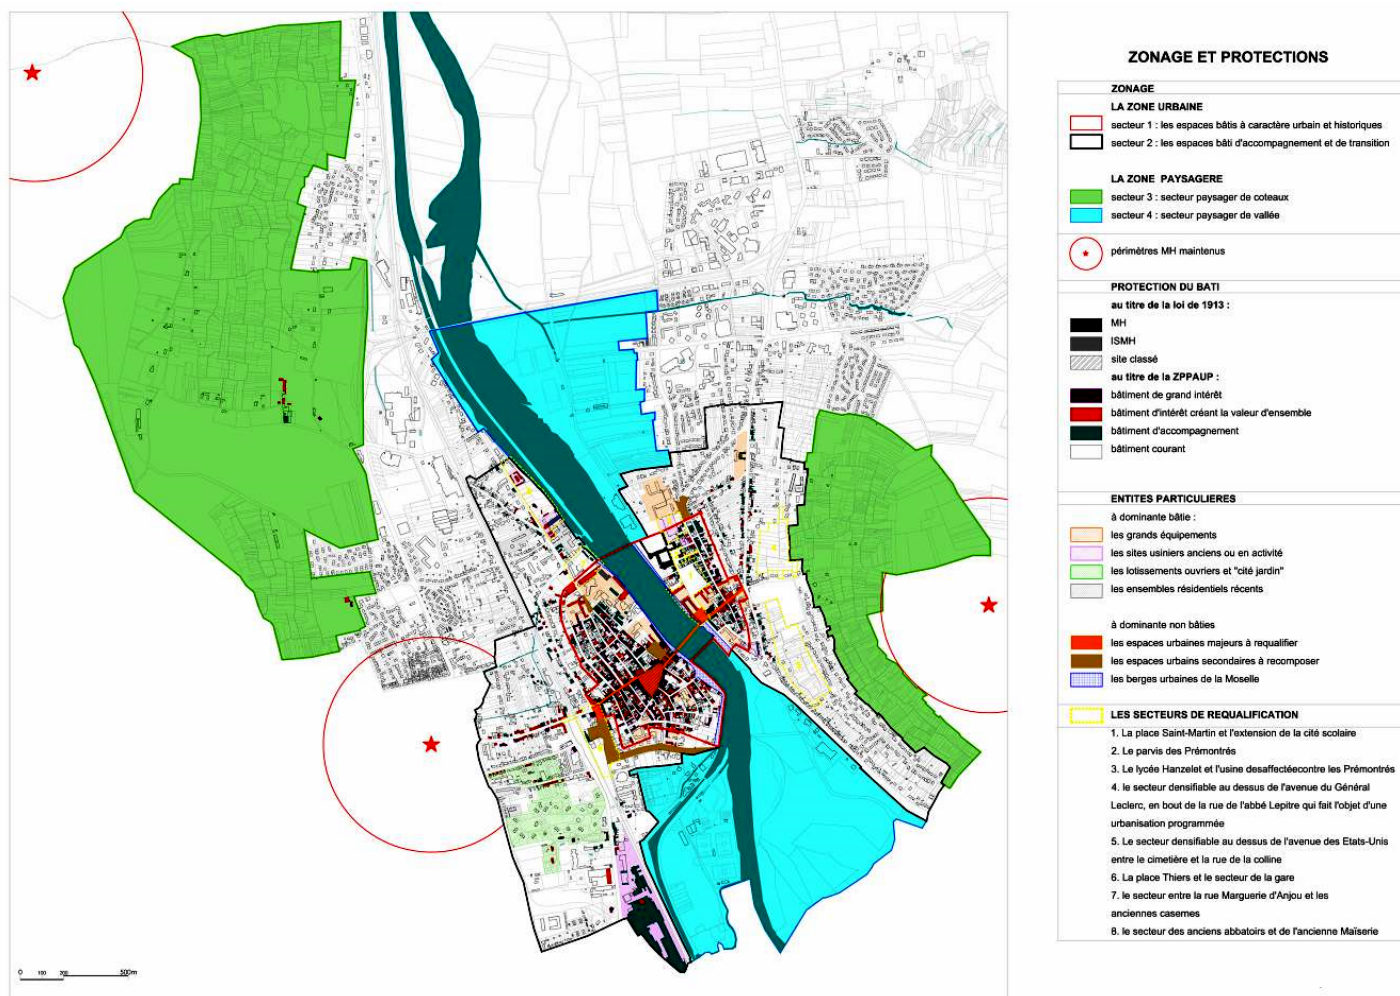 ZONAGE ET PROTECTIONS
ZONAGE
LA ZONE URBAINE
secteur 1 : les espaces bâtis à caractère urbain et historiques
secteur 2 : les espaces bâti d'accompagnement et de transition
LA ZONE PAYSAGERE
secteur 3 : secteur paysager de coteaux
secteur 4 : secteur paysager de vallée
périmètres MH maintenus
PROTECTION DU BATI
au titre de la loi de 1913 :
MH
ISMH
site classé
au titre de la ZPPAUP :
bâtiment de grand intérêt
bâtiment d'intérêt créant la valeur d'ensemble
bâtiment d'accompagnement
bâtiment courant
ENTITES PARTICULIERES
à dominante bâtie :
les grands équipements
les sites usiniers anciens ou en activité
les lotissements ouvriers et "cité jardin"
les ensembles résidentiels récents
à dominante non bâties
les espaces urbaines majeurs à requalifier
les espaces urbains secondaires à recomposer
les berges urbaines de la Moselle
LES SECTEURS DE REQUALIFICATION
1. La place Saint-Martin et l'extension de la cité scolaire
2. Le parvis des Prémontrés
3. Le lycée Hanzelet et l'usine desaffectéecontre les Prémontrés
4. le secteur densifiable au dessus de l'avenue du Général
Leclerc, en bout de la rue de l'abbé Lepitre qui fait l'objet d'une
urbanisation programmée
5. Le secteur densifiable au dessus de l'avenue des Etats-Unis
entre le cimetière et la rue de la colline
6. La place Thiers et le secteur de la gare
7. le secteur entre la rue Marguerie d'Anjou et les
anciennes casernes
8. le secteur des anciens abbatoirs et de l'ancienne Maïserie
0 100 200 500m